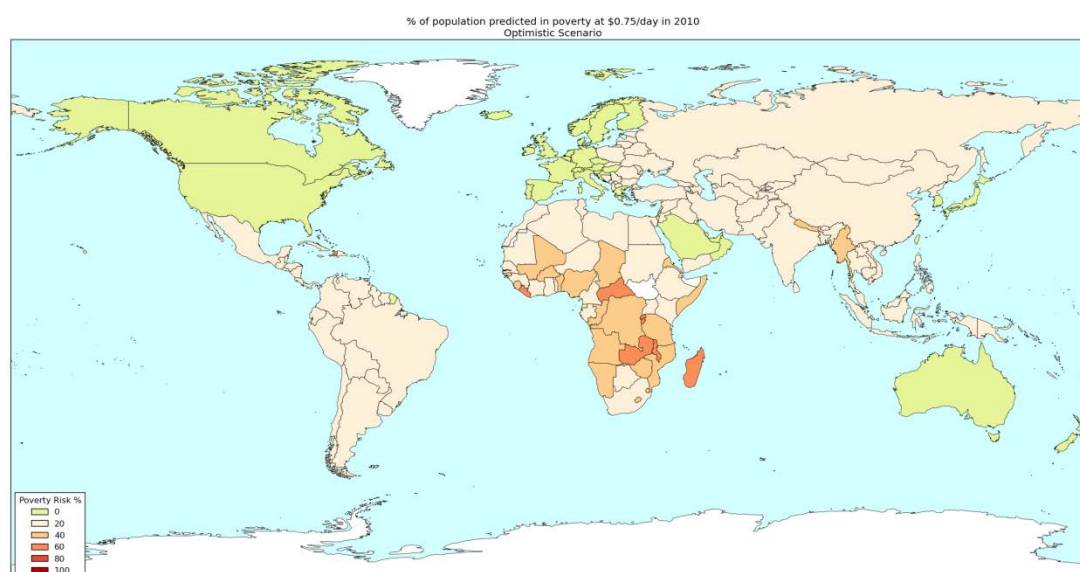 % of population predicted in poverty at $0.75/day in 2010
Optimistic Scenario
Poverty Risk %
0
20
40
60
80
100